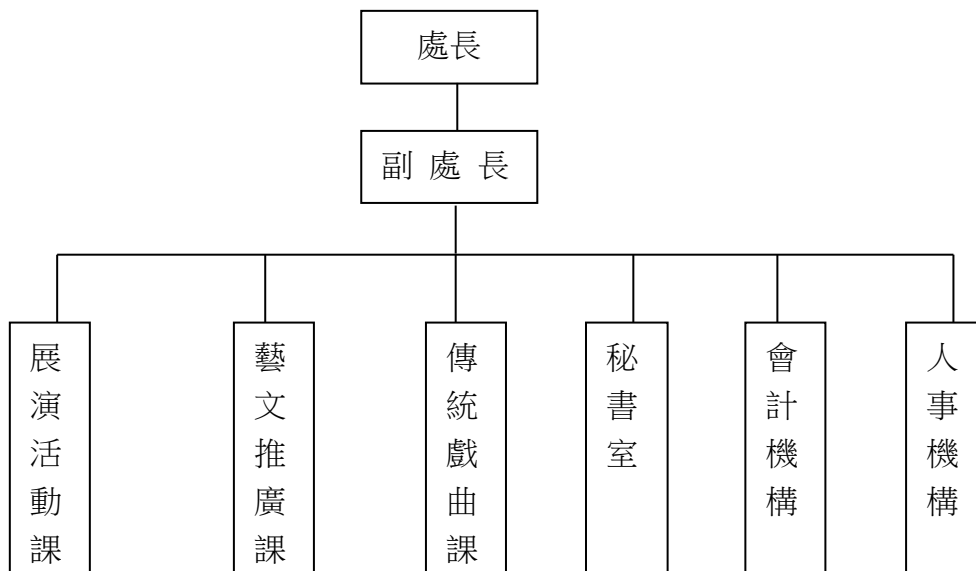 處長
副處長
展演活動課
藝文推廣課
傳統戲曲課
秘書室
會計機構
人事機構